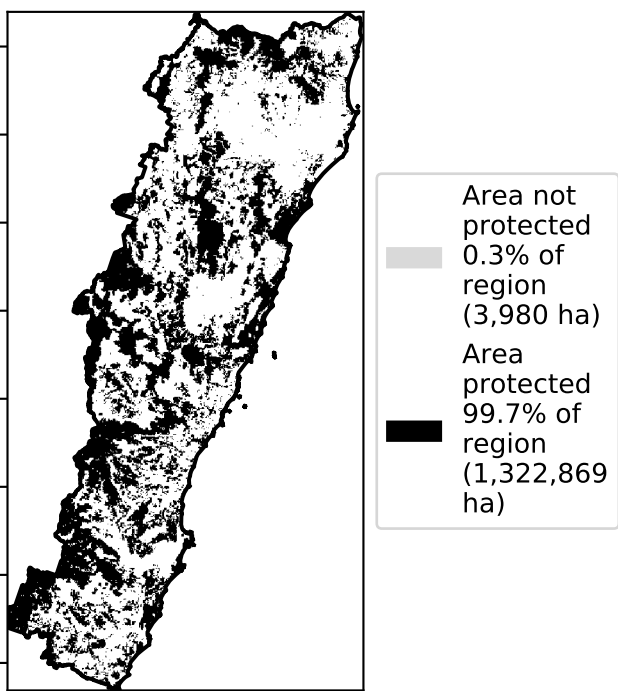 Area not
protected
0.3% of
region
(3,980 ha)
Area
protected
99.7% of
region
(1,322,869
ha)